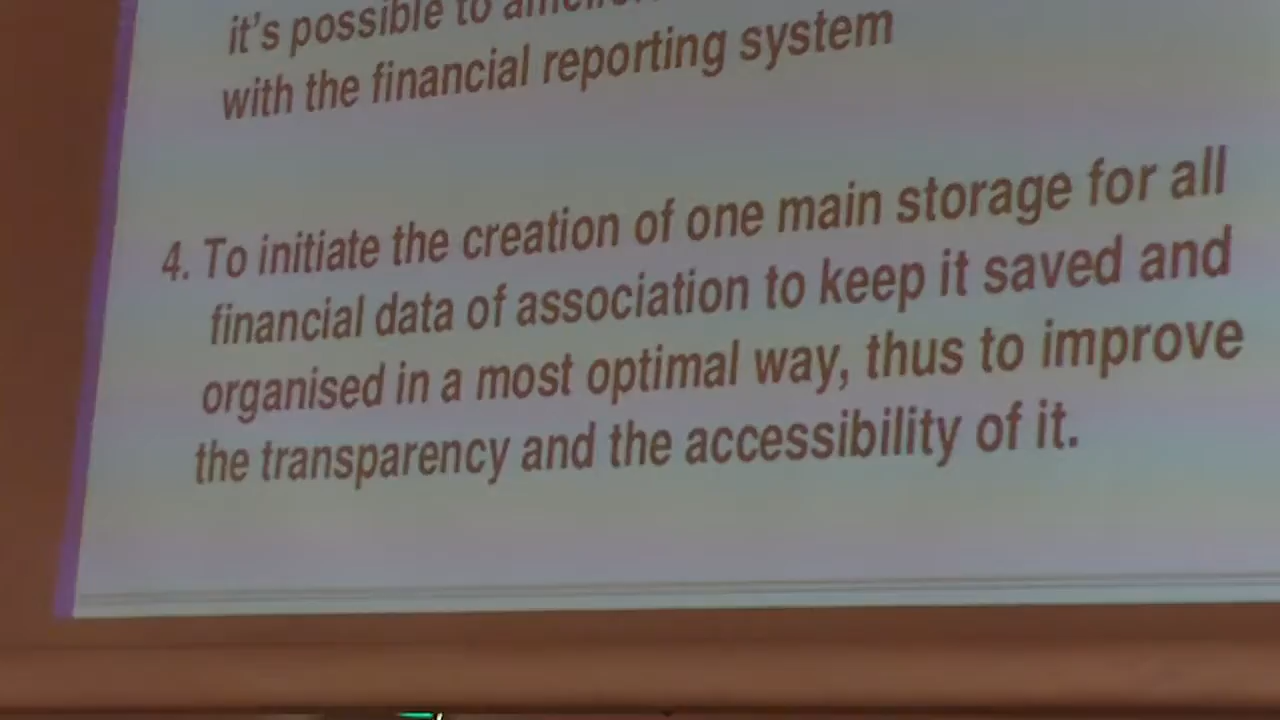 it's possible to
with the financial reporting system
4. To initiate the creation of one main storage for all
financial data of association to keep it saved and
organised in a most optimal way, thus to improve
the transparency and the accessibility of it.